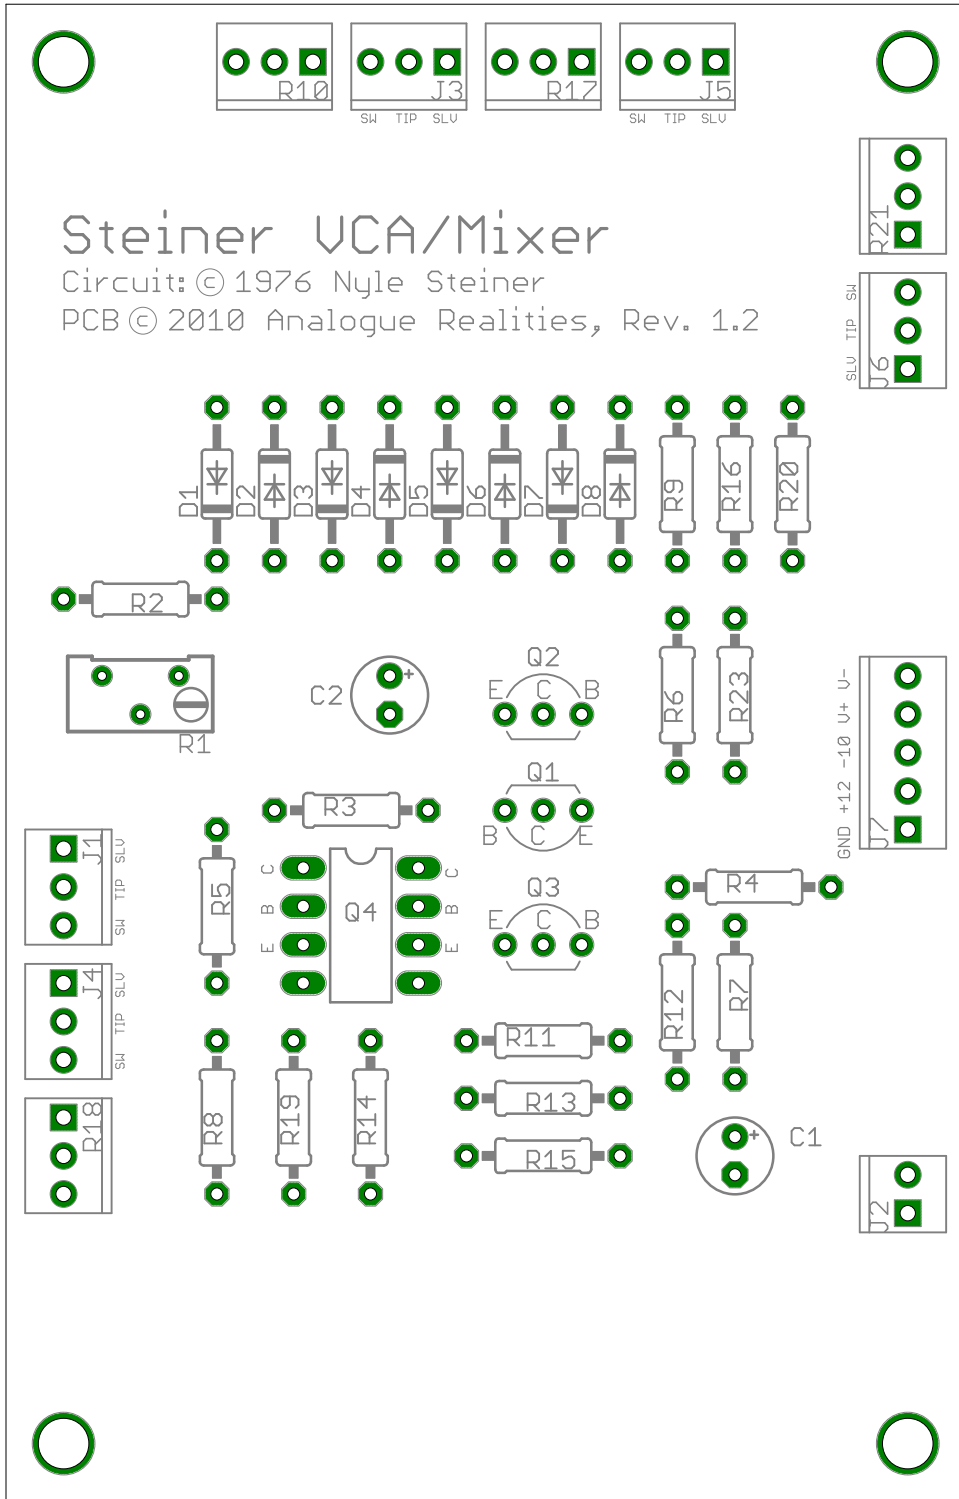 R10 J3 R17 J5
SW TIP SLV SW TIP SLV
R21
Steiner VCA/Mixer
Circuit: © 1976 Nyle Steiner
PCB © 2010 Analogue Realities, Rev. 1.2
SLV TIP SW
J6
D1 D2 D3 D4 D5 D6 D7 D8 R9 R16 R20
R2
Q2
C2 + E C B R6 R23
R1
GND +12 -10 V+ V-
J7
Q1
R3
B C E
J1 SLV TIP SW
R5
C B E Q4 C B E
R4
Q3
E C B
J4 SLV TIP SW
R12 R7
R11
R18 R8 R19 R14 R13
+ C1
R15
J2